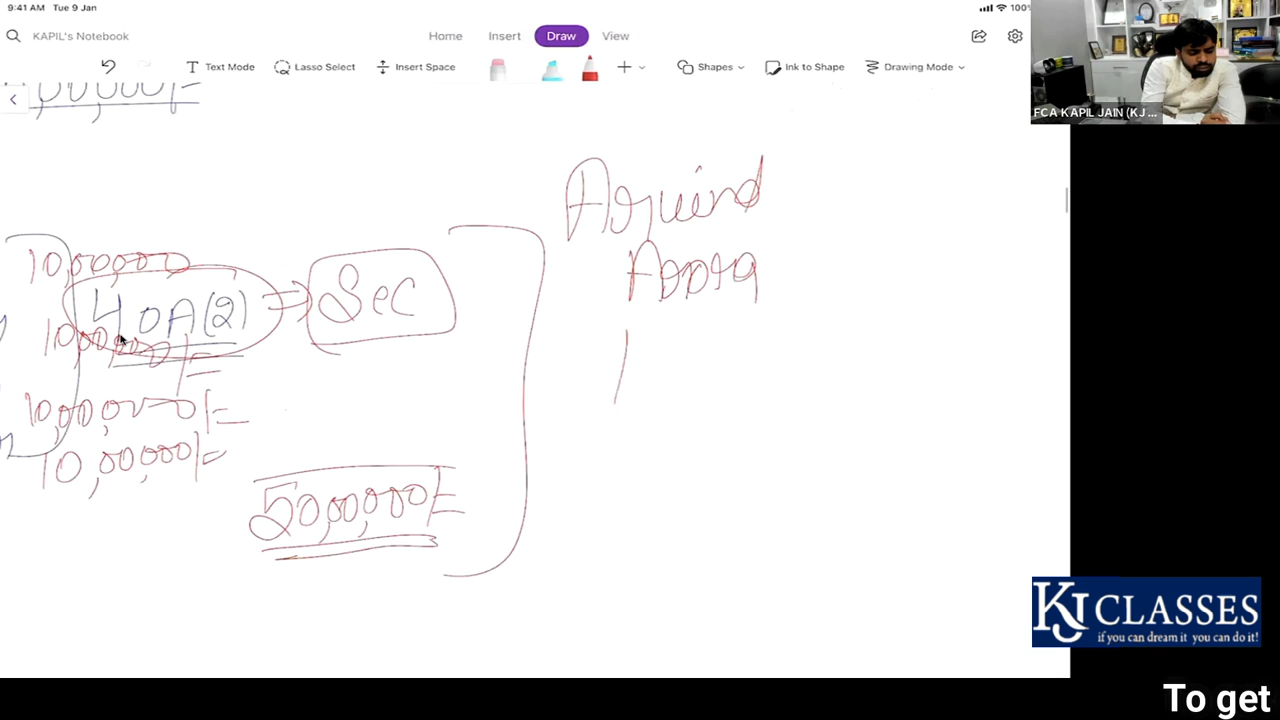 9:41 AM Tue 9 Jan
100%
KAPIL's Notebook
Home Insert Draw View
Text Mode Lasso Select Insert Space Shapes Ink to Shape Drawing Mode
FCA KAPIL JAIN (KJ ...
10,00,000
40A(2) ⇒ Sec
10,00,000/=
10,00,000/=
10,00,000/=
50,00,000/=
KJ CLASSES
if you can dream it you can do it!
To get